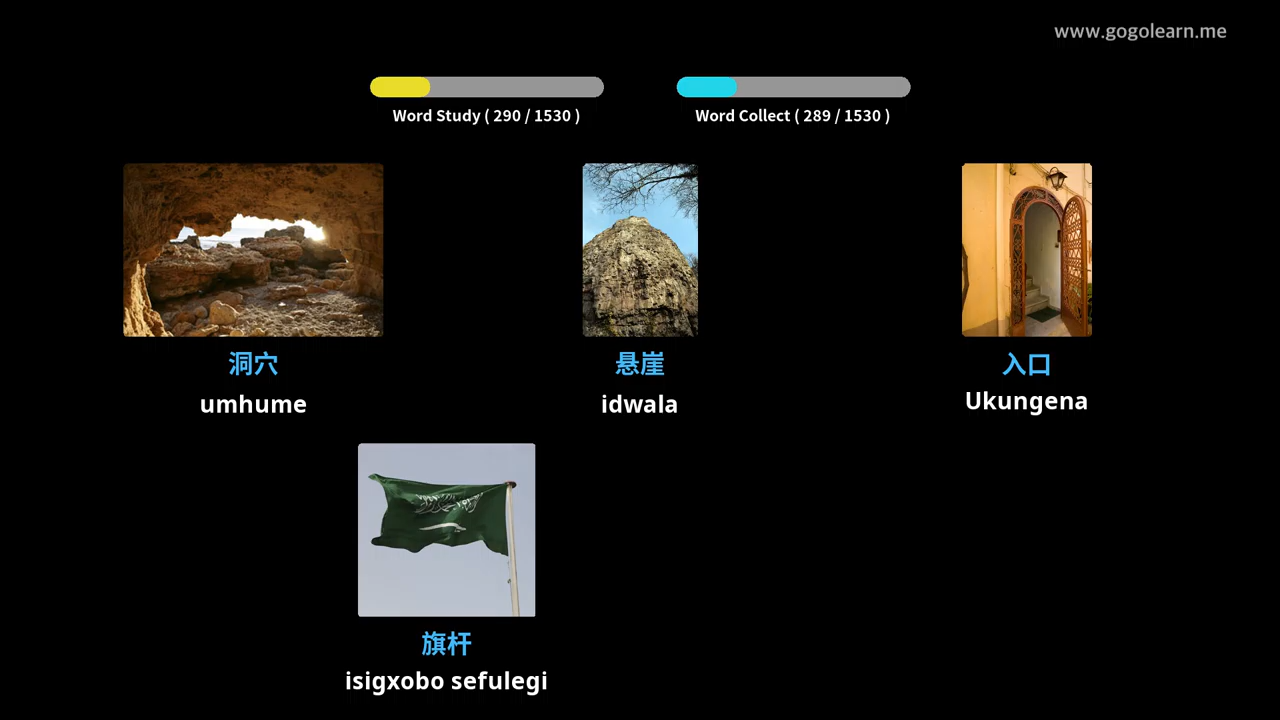 www.gogolearn.me
Word Study ( 290 / 1530 )
Word Collect ( 289 / 1530 )
洞穴
umhume
悬崖
idwala
入口
Ukungena
旗杆
isigxobo sefulegi